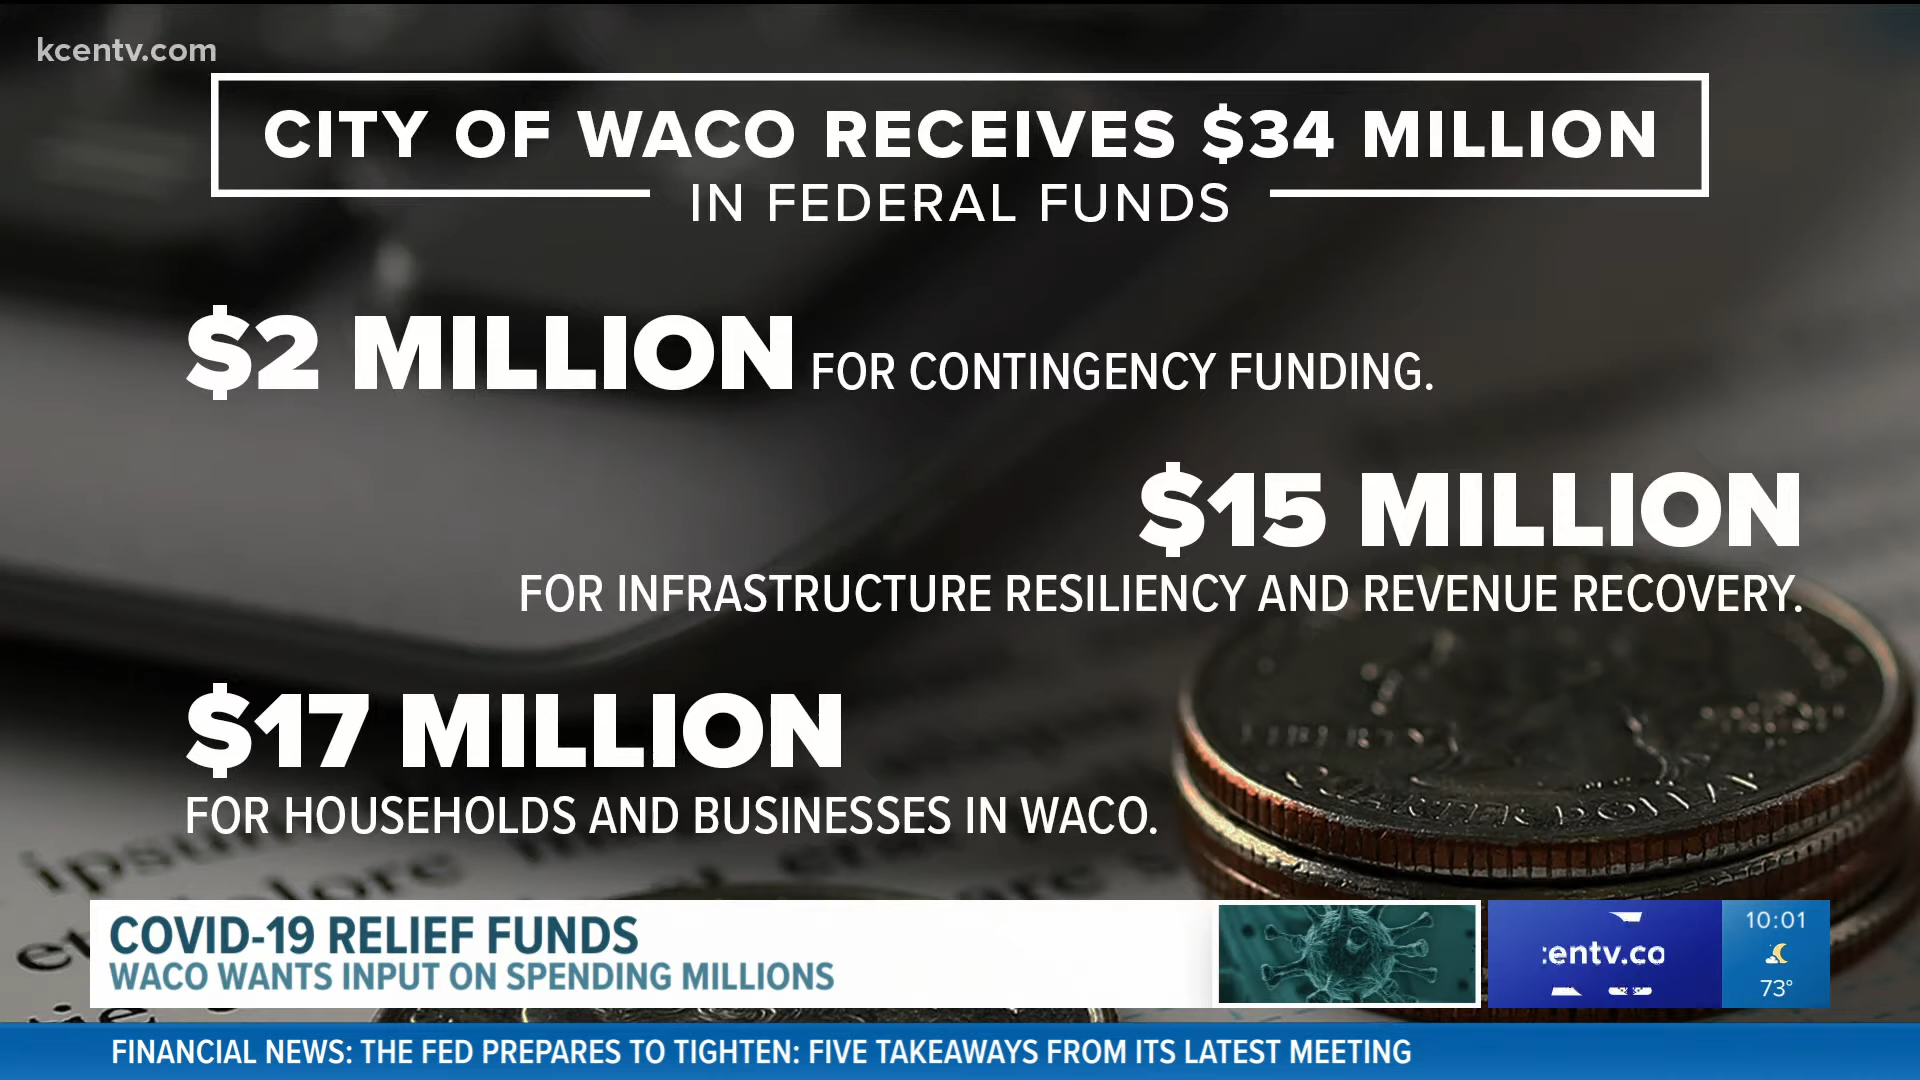 kcentv.com
CITY OF WACO RECEIVES $34 MILLION
IN FEDERAL FUNDS
$2 MILLION FOR CONTINGENCY FUNDING.
$15 MILLION
FOR INFRASTRUCTURE RESILIENCY AND REVENUE RECOVERY.
$17 MILLION
FOR HOUSEHOLDS AND BUSINESSES IN WACO.
QUARTER DOLLAR
ipsum
COVID-19 RELIEF FUNDS
WACO WANTS INPUT ON SPENDING MILLIONS
entv.co
10:01
73°
FINANCIAL NEWS: THE FED PREPARES TO TIGHTEN: FIVE TAKEAWAYS FROM ITS LATEST MEETING